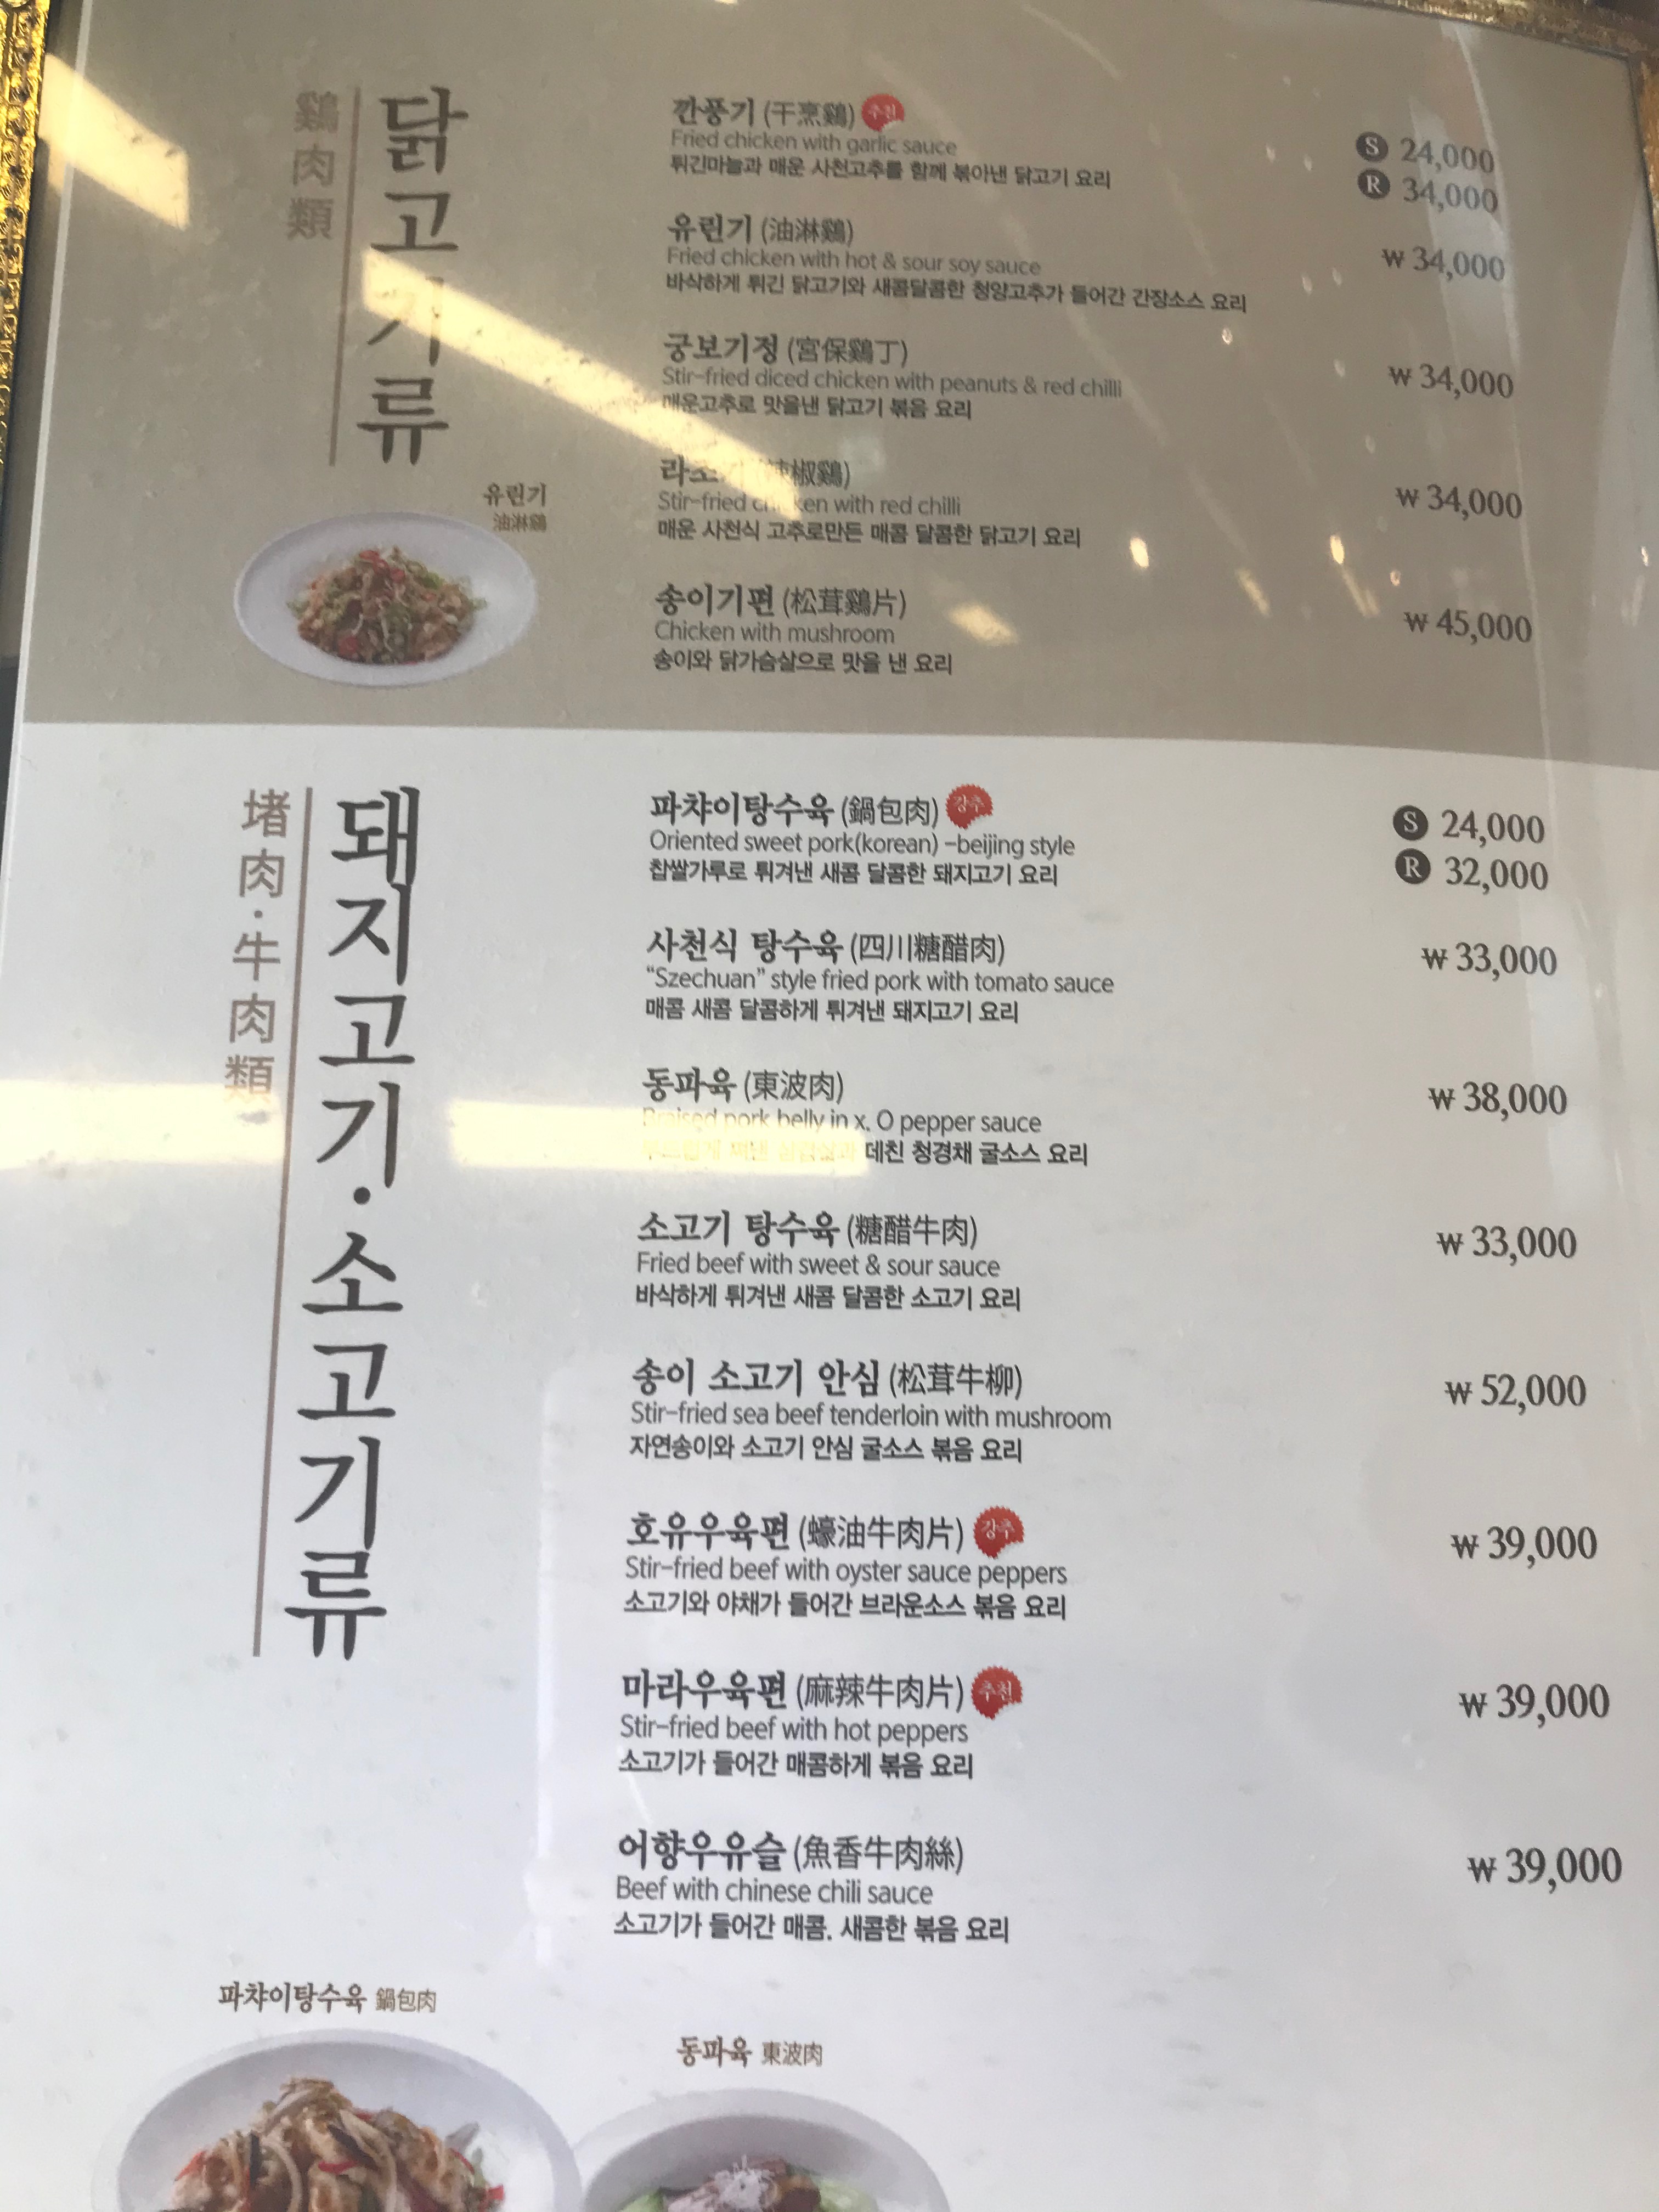 닭고기류
鷄肉類
깐풍기 (干烹鷄) 추천
Fried chicken with garlic sauce
튀긴마늘과 매운 사천고추를 함께 볶아낸 닭고기 요리
S 24,000
R 34,000
유린기 (油淋鷄)
Fried chicken with hot & sour soy sauce
바삭하게 튀긴 닭고기와 새콤달콤한 청양고추가 들어간 간장소스 요리
₩ 34,000
궁보기정 (宮保鷄丁)
Stir-fried diced chicken with peanuts & red chilli
매운고추로 맛을낸 닭고기 볶음 요리
₩ 34,000
辣椒鷄)
Stir-fried chicken with red chilli
매운 사천식 고추로만든 매콤 달콤한 닭고기 요리
₩ 34,000
송이기편 (松茸鷄片)
Chicken with mushroom
송이와 닭가슴살으로 맛을 낸 요리
₩ 45,000
유린기
油淋鷄
돼지고기·소고기류
堵肉·牛肉類
파챠이탕수육 (鍋包肉) 강추
Oriented sweet pork(korean) -beijing style
찹쌀가루로 튀겨낸 새콤 달콤한 돼지고기 요리
S 24,000
R 32,000
사천식 탕수육 (四川糖醋肉)
“Szechuan” style fried pork with tomato sauce
매콤 새콤 달콤하게 튀겨낸 돼지고기 요리
₩ 33,000
동파육 (東波肉)
Braised pork belly in x. O pepper sauce
데친 청경채 굴소스 요리
₩ 38,000
소고기 탕수육 (糖醋牛肉)
Fried beef with sweet & sour sauce
바삭하게 튀겨낸 새콤 달콤한 소고기 요리
₩ 33,000
송이 소고기 안심 (松茸牛柳)
Stir-fried sea beef tenderloin with mushroom
자연송이와 소고기 안심 굴소스 볶음 요리
₩ 52,000
호유우육편 (蠔油牛肉片) 강추
Stir-fried beef with oyster sauce peppers
소고기와 야채가 들어간 브라운소스 볶음 요리
₩ 39,000
마라우육편 (麻辣牛肉片) 추천
Stir-fried beef with hot peppers
소고기가 들어간 매콤하게 볶음 요리
₩ 39,000
어향우유슬 (魚香牛肉絲)
Beef with chinese chili sauce
소고기가 들어간 매콤. 새콤한 볶음 요리
₩ 39,000
파챠이탕수육 鍋包肉
동파육 東波肉